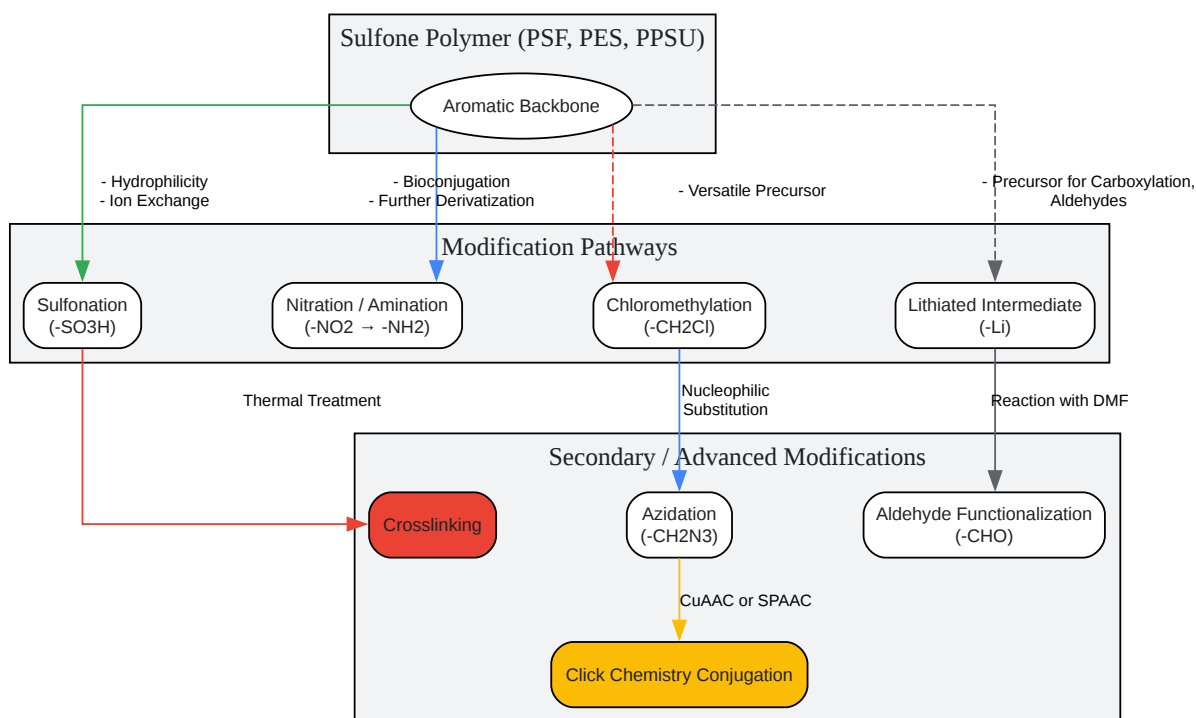 Sulfone Polymer (PSF, PES, PPSU)
Aromatic Backbone
- Hydrophilicity
- Ion Exchange
- Bioconjugation
- Further Derivatization
- Versatile Precursor
- Precursor for Carboxylation,
Aldehydes
Modification Pathways
Sulfonation
(-SO3H)
Nitration / Amination
(-NO2 → -NH2)
Chloromethylation
(-CH2Cl)
Lithiated Intermediate
(-Li)
Thermal Treatment
Nucleophilic
Substitution
Reaction with DMF
Secondary / Advanced Modifications
Crosslinking
Azidation
(-CH2N3)
Aldehyde Functionalization
(-CHO)
CuAAC or SPAAC
Click Chemistry Conjugation